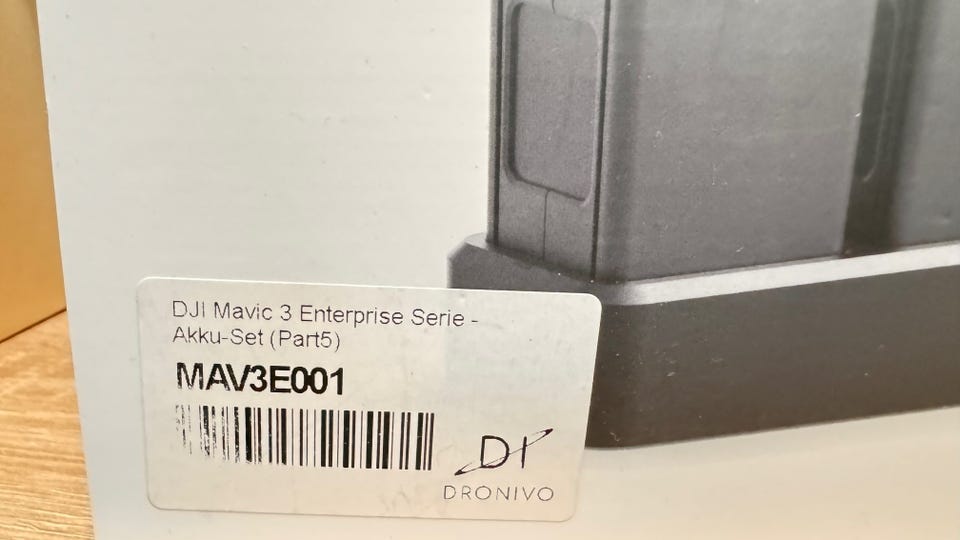 DJI Mavic 3 Enterprise Serie -
Akku-Set (Part5)
MAV3E001
DI
DRONIVO